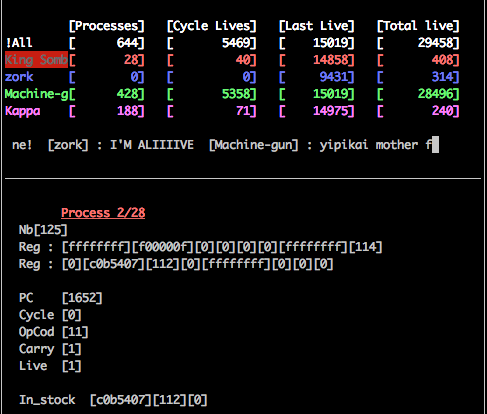 [Processes] [Cycle Lives] [Last Live] [Total live]
!All [ 644] [ 5469] [ 15019] [ 29458]
King Somb [ 28] [ 40] [ 14858] [ 408]
zork [ 0] [ 0] [ 9431] [ 314]
Machine-g[ 428] [ 5358] [ 15019] [ 28496]
Kappa [ 188] [ 71] [ 14975] [ 240]
ne! [zork] : I'M ALIIIIVE [Machine-gun] : yipikai mother f
Process 2/28
Nb[125]
Reg : [ffffffff][f00000f][0][0][0][0][ffffffff][114]
Reg : [0][c0b5407][112][0][ffffffff][0][0][0]
PC [1652]
Cycle [0]
OpCod [11]
Carry [1]
Live [1]
In_stock [c0b5407][112][0]